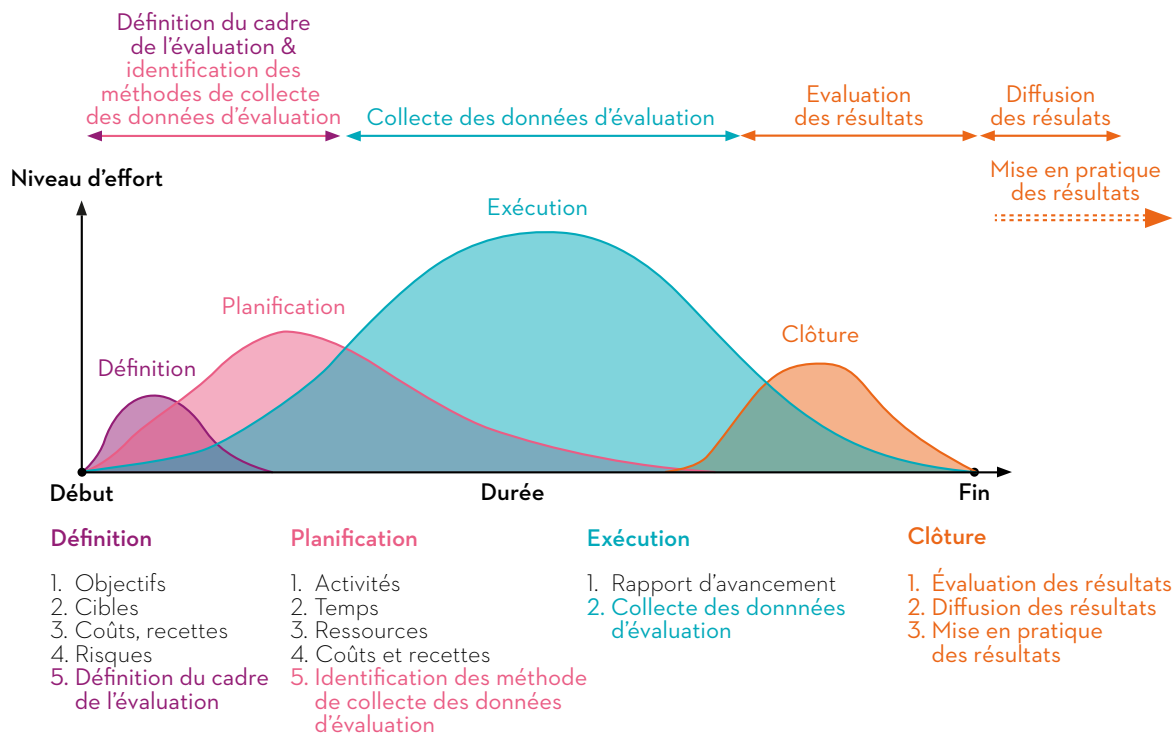 Définition du cadre
de l'évaluation &
identification des
méthodes de collecte
des données d'évaluation
Collecte des données d'évaluation
Evaluation
des résultats
Diffusion
des résulats
Mise en pratique
des résultats
Niveau d'effort
Exécution
Planification
Définition
Clôture
Début
Durée
Fin
Définition
1. Objectifs
2. Cibles
3. Coûts, recettes
4. Risques
5. Définition du cadre
de l'évaluation
Planification
1. Activités
2. Temps
3. Ressources
4. Coûts et recettes
5. Identification des méthode
de collecte des données
d'évaluation
Exécution
1. Rapport d'avancement
2. Collecte des donnnées
d'évaluation
Clôture
1. Évaluation des résultats
2. Diffusion des résultats
3. Mise en pratique
des résultats